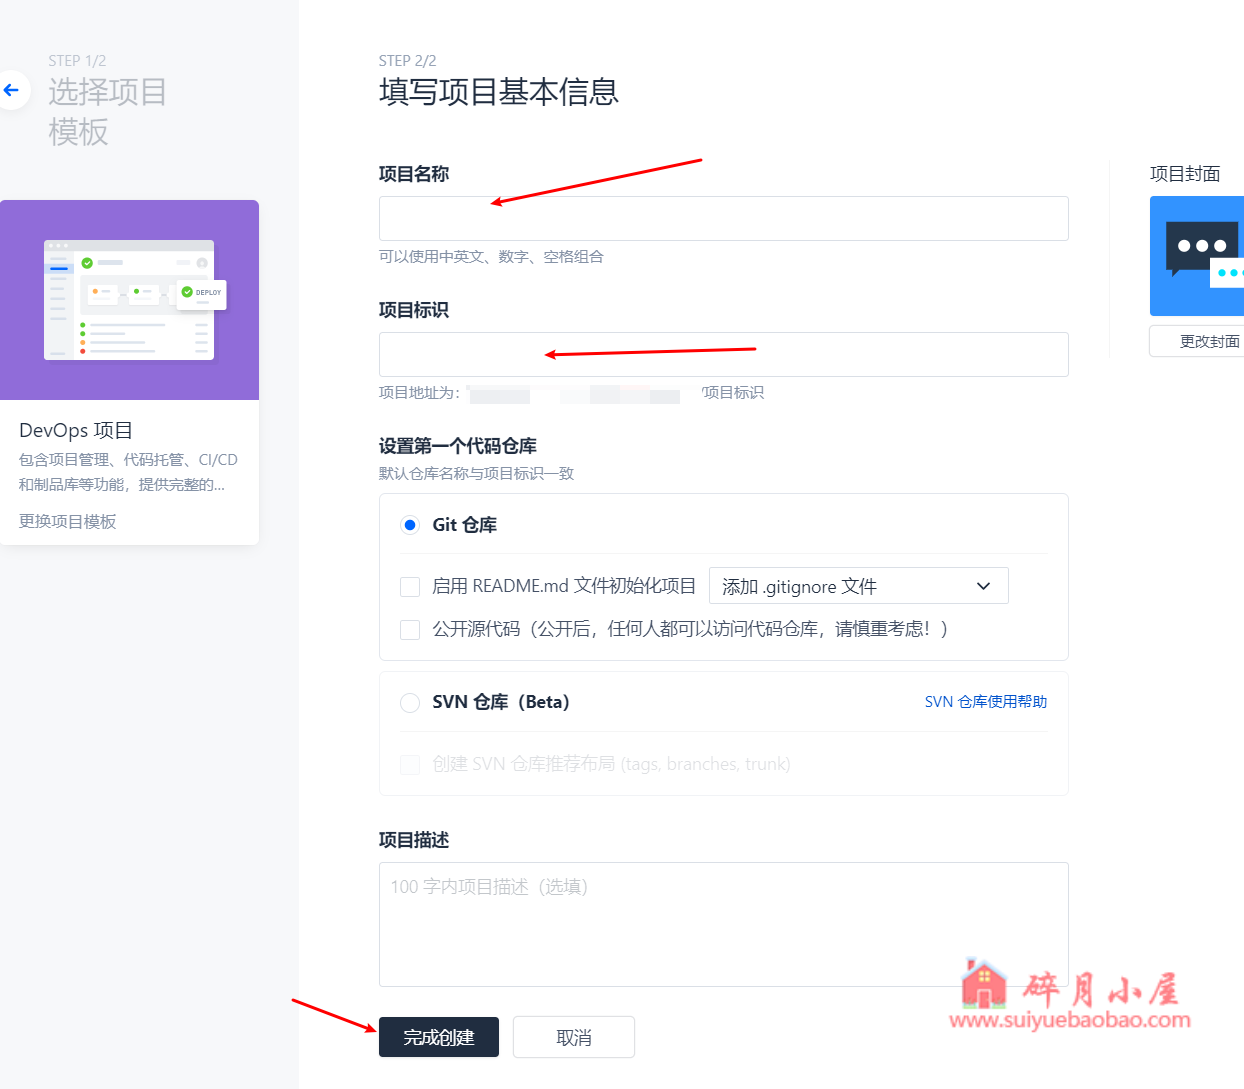 STEP 1/2
选择项目
模板
DEPLOY
DevOps 项目
包含项目管理、代码托管、CI/CD
和制品库等功能，提供完整的...
更换项目模板
STEP 2/2
填写项目基本信息
项目名称
可以使用中英文、数字、空格组合
项目标识
项目地址为：
/项目标识
设置第一个代码仓库
默认仓库名称与项目标识一致
Git 仓库
启用 README.md 文件初始化项目
添加 .gitignore 文件
公开源代码（公开后，任何人都可以访问代码仓库，请慎重考虑！）
SVN 仓库（Beta）
SVN 仓库使用帮助
创建 SVN 仓库推荐布局 (tags, branches, trunk)
项目描述
100 字内项目描述（选填）
完成创建
取消
项目封面
更改封面
碎月小屋
www.suiyuebaobao.com